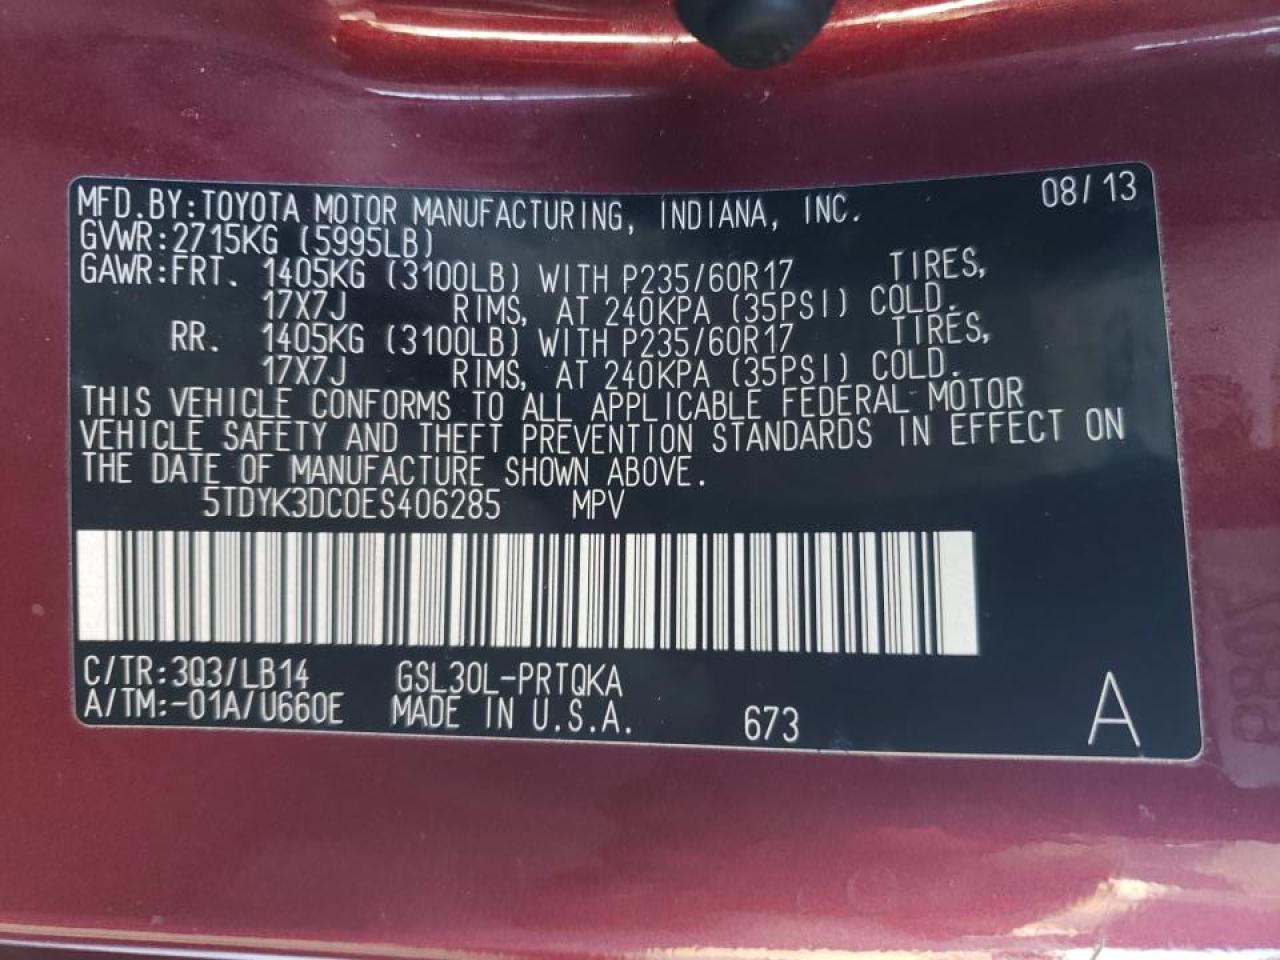 MFD.BY:TOYOTA MOTOR MANUFACTURING, INDIANA, INC. 08/13
GVWR:2715KG (5995LB)
GAWR:FRT. 1405KG (3100LB) WITH P235/60R17 TIRES,
17X7J RIMS, AT 240KPA (35PSI) COLD.
RR. 1405KG (3100LB) WITH P235/60R17 TIRES,
17X7J RIMS, AT 240KPA (35PSI) COLD.
THIS VEHICLE CONFORMS TO ALL APPLICABLE FEDERAL MOTOR
VEHICLE SAFETY AND THEFT PREVENTION STANDARDS IN EFFECT ON
THE DATE OF MANUFACTURE SHOWN ABOVE.
5TDYK3DC0ES406285 MPV
C/TR:3Q3/LB14 GSL30L-PRTQKA
A/TM:-01A/U660E MADE IN U.S.A. 673 A